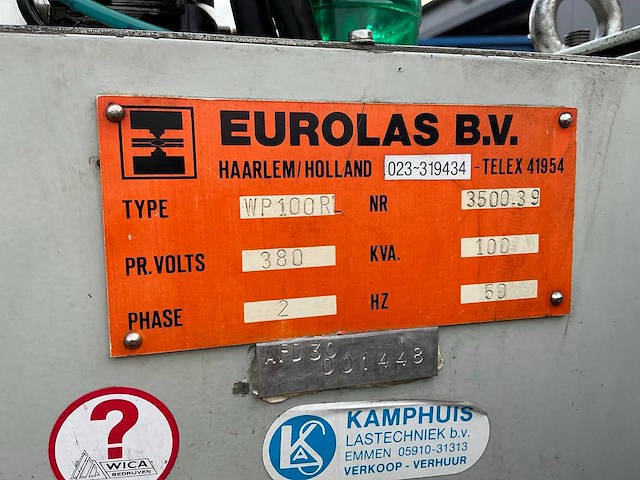 EUROLAS B.V.
HAARLEM/HOLLAND 023~319434 - TELEX 41954
TYPE WP100RL NR 3500.39
PR.VOLTS 380 KVA. 100
PHASE 2 HZ 50
AFD 30
001448
?
WICA
BEDRIJVEN
KAMPHUIS
LASTECHNIEK b.v.
EMMEN 05910-31313
VERKOOP - VERHUUR